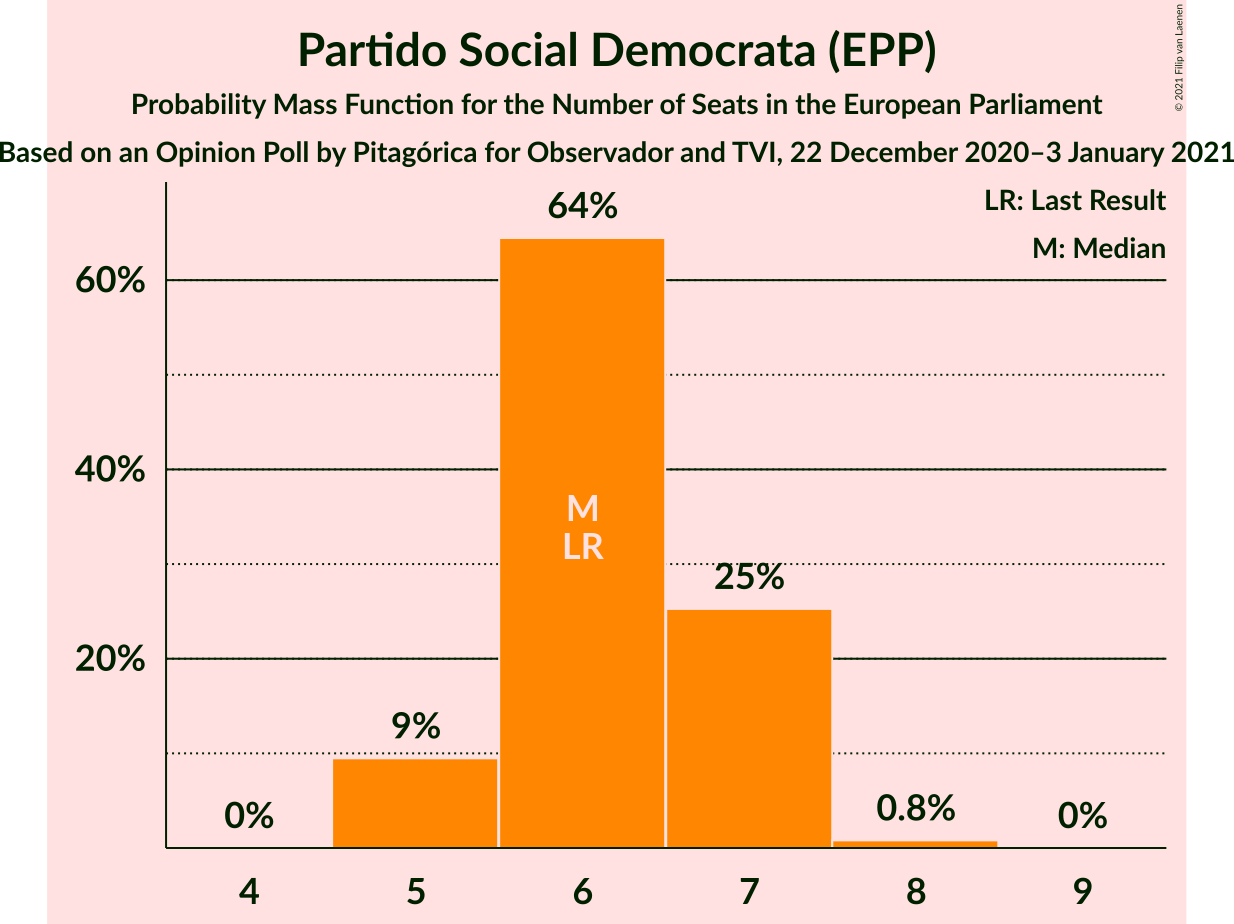 Partido Social Democrata (EPP)
Probability Mass Function for the Number of Seats in the European Parliament
Based on an Opinion Poll by Pitagórica for Observador and TVI, 22 December 2020–3 January 2021
© 2021 Filip van Laenen
LR: Last Result
M: Median
60%
40%
20%
0%
9%
64%
M
LR
25%
0.8%
0%
4
5
6
7
8
9